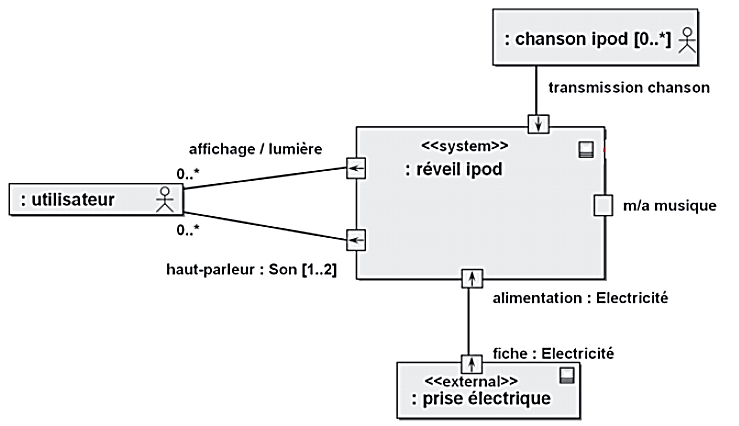 : chanson ipod [0..*]
transmission chanson
affichage / lumière
<<system>>
: réveil ipod
0..*
: utilisateur
m/a musique
0..*
haut-parleur : Son [1..2]
alimentation : Electricité
fiche : Electricité
<<external>>
: prise électrique